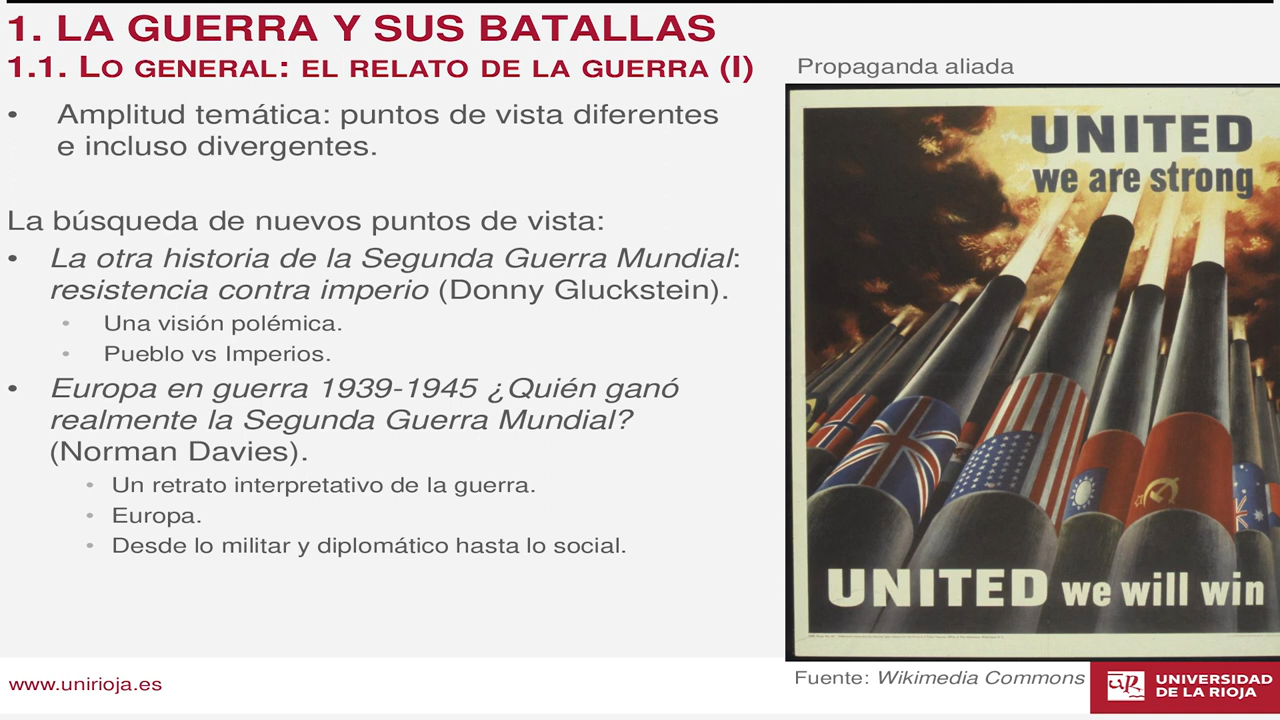 1. LA GUERRA Y SUS BATALLAS
1.1. LO GENERAL: EL RELATO DE LA GUERRA (I)
• Amplitud temática: puntos de vista diferentes
e incluso divergentes.
La búsqueda de nuevos puntos de vista:
• La otra historia de la Segunda Guerra Mundial:
resistencia contra imperio (Donny Gluckstein).
• Una visión polémica.
• Pueblo vs Imperios.
• Europa en guerra 1939-1945 ¿Quién ganó
realmente la Segunda Guerra Mundial?
(Norman Davies).
• Un retrato interpretativo de la guerra.
• Europa.
• Desde lo militar y diplomático hasta lo social.
Propaganda aliada
UNITED
we are strong
UNITED we will win
Fuente: Wikimedia Commons
www.unirioja.es
UNIVERSIDAD
DE LA RIOJA